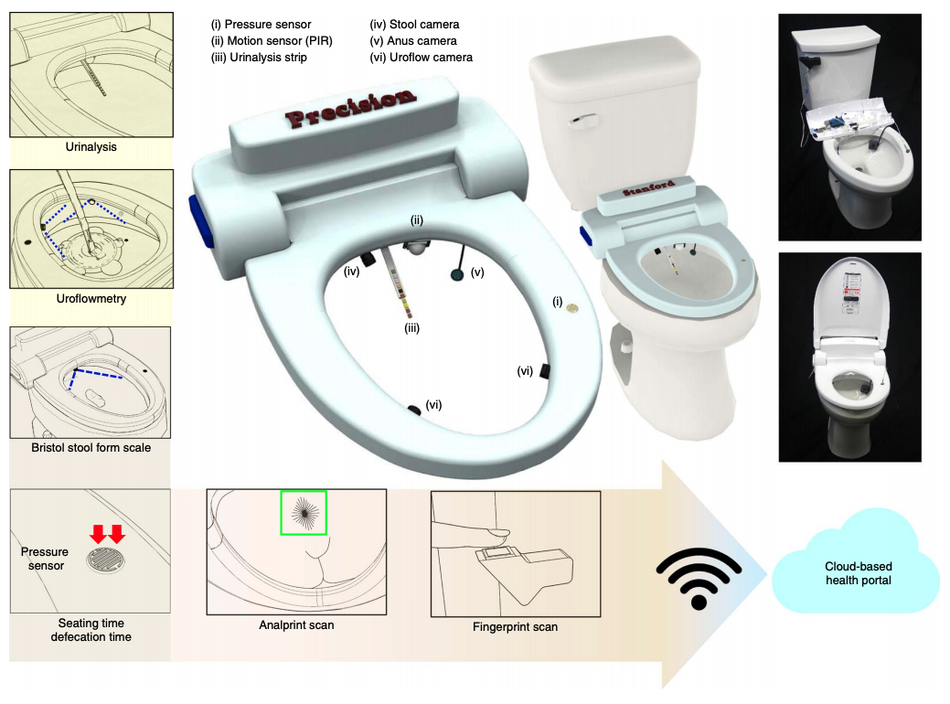 (i) Pressure sensor
(ii) Motion sensor (PIR)
(iii) Urinalysis strip
(iv) Stool camera
(v) Anus camera
(vi) Uroflow camera
Precision
Stanford
Urinalysis
Uroflowmetry
Bristol stool form scale
(ii)
(iv)
(v)
(iii)
(i)
(vi)
(vi)
Pressure
sensor
Seating time
defecation time
Analprint scan
Fingerprint scan
Cloud-based
health portal